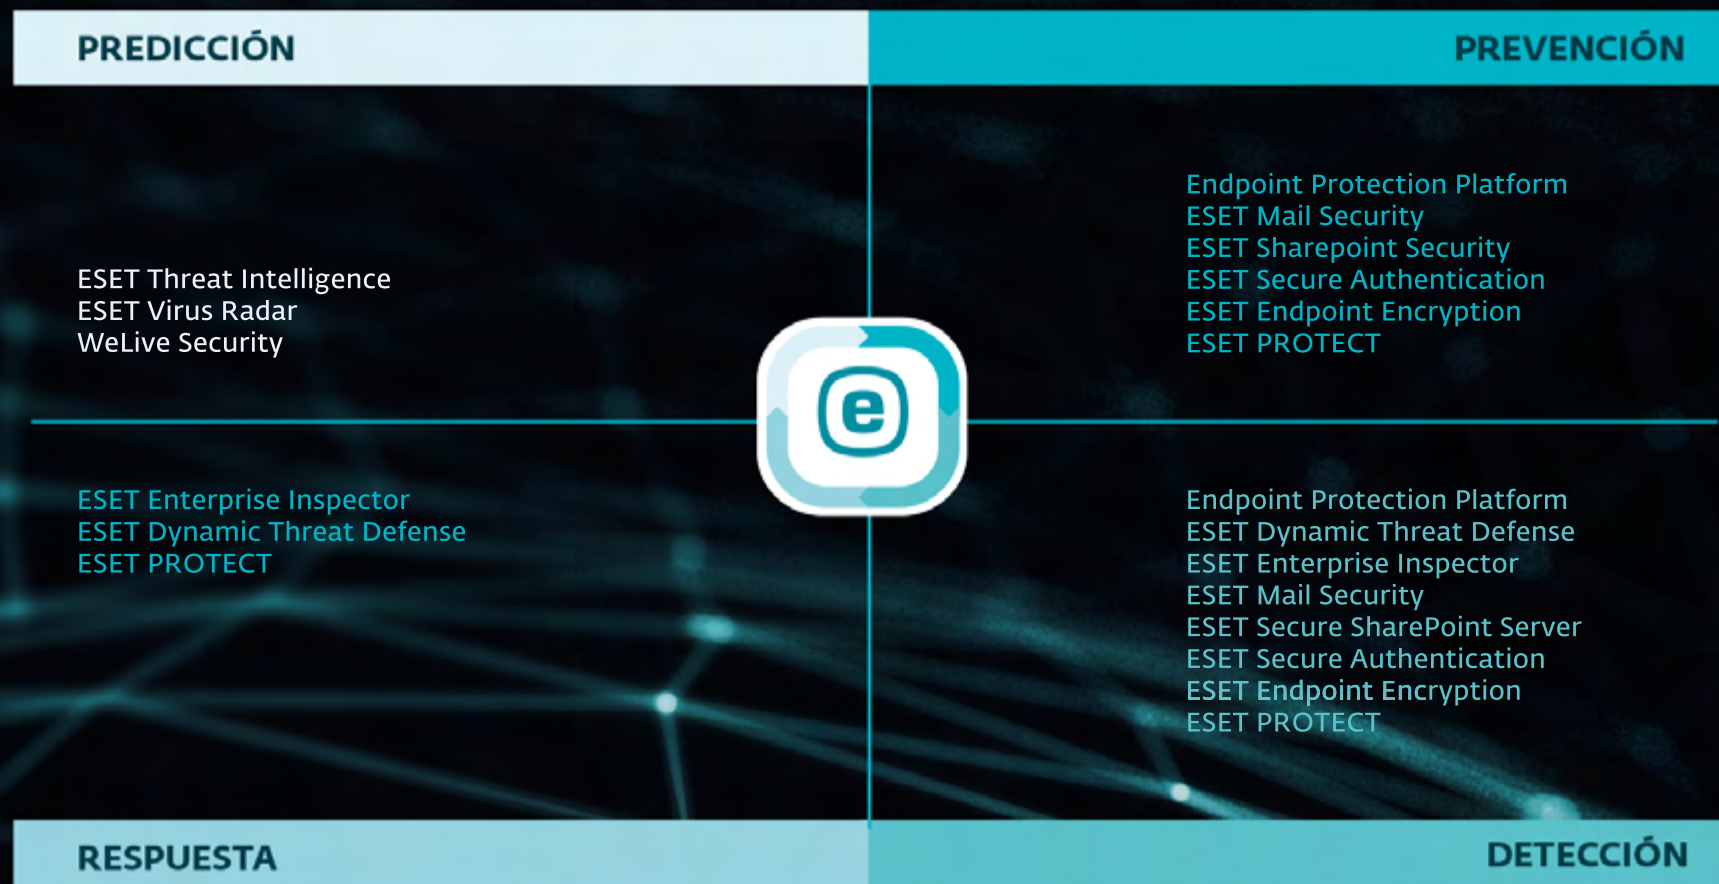 PREDICCIÓN
PREVENCIÓN
ESET Threat Intelligence
ESET Virus Radar
WeLive Security
Endpoint Protection Platform
ESET Mail Security
ESET Sharepoint Security
ESET Secure Authentication
ESET Endpoint Encryption
ESET PROTECT
e
ESET Enterprise Inspector
ESET Dynamic Threat Defense
ESET PROTECT
Endpoint Protection Platform
ESET Dynamic Threat Defense
ESET Enterprise Inspector
ESET Mail Security
ESET Secure SharePoint Server
ESET Secure Authentication
ESET Endpoint Encryption
ESET PROTECT
RESPUESTA
DETECCIÓN